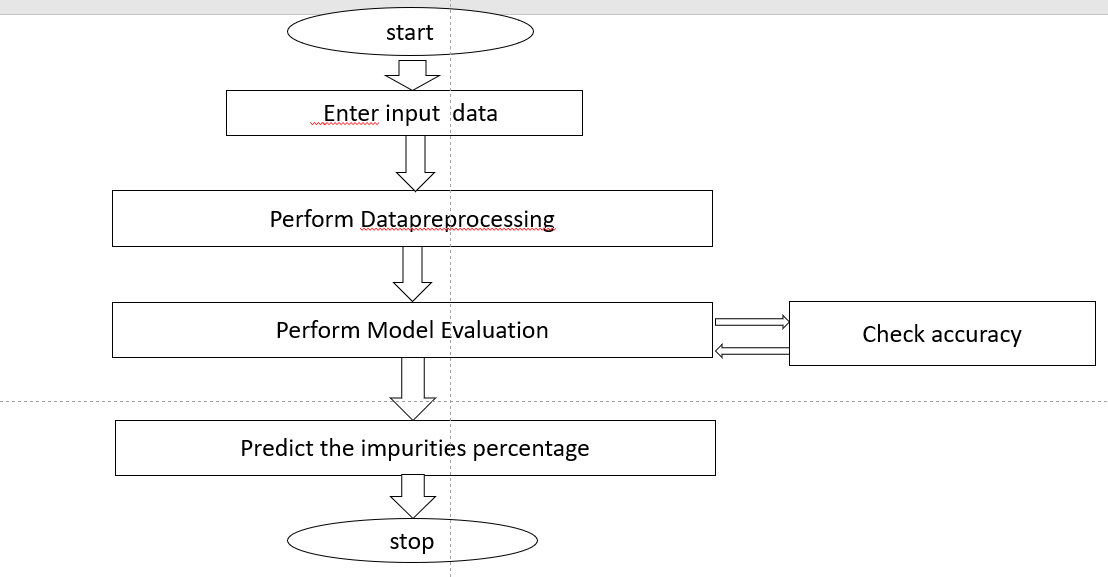 start
Enter input data
Perform Datapreprocessing
Perform Model Evaluation
Check accuracy
Predict the impurities percentage
stop